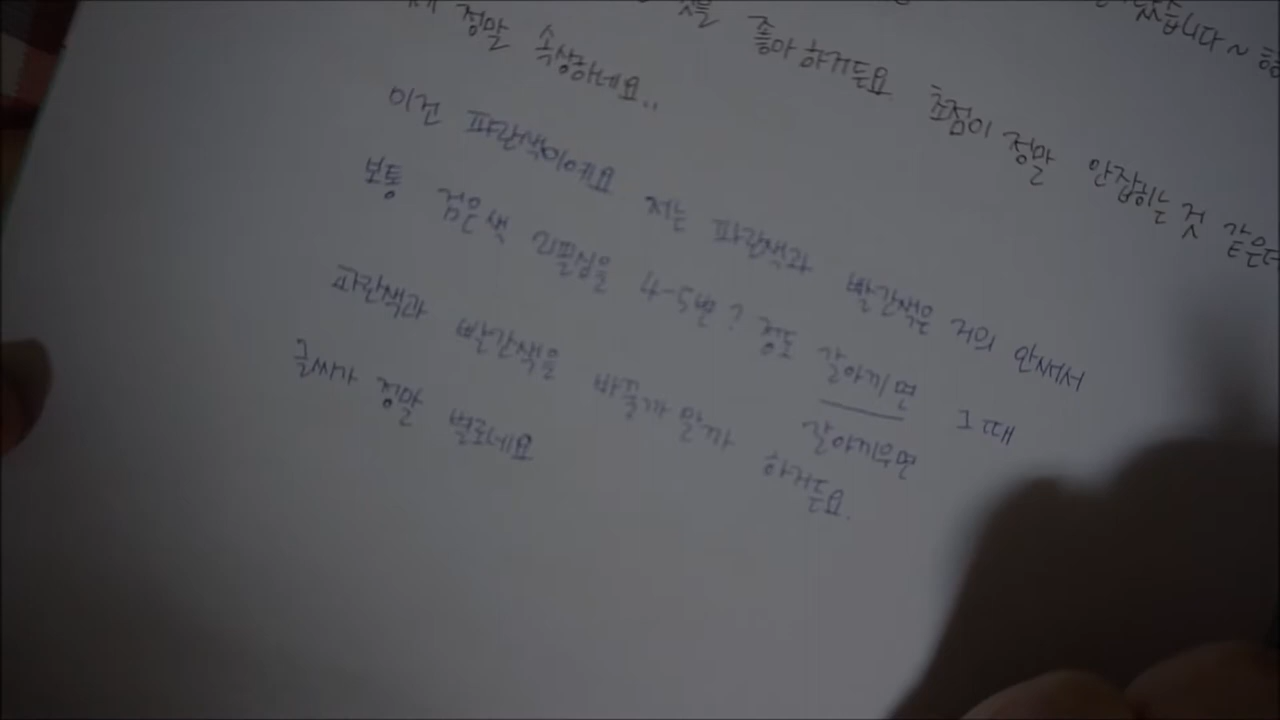 좋아하거든요 초점이 정말 안잡히는 것 같은데
정말 속상하네요..
이건 파란색이에요 저는 파란색과 빨간색을 거의 안써서
보통 검은색 리필심을 4-5번? 정도 갈아끼면 그때
갈아끼우면
파란색과 빨간색을 바꿀까말까 하거든요.
글씨가 정말 별로네요